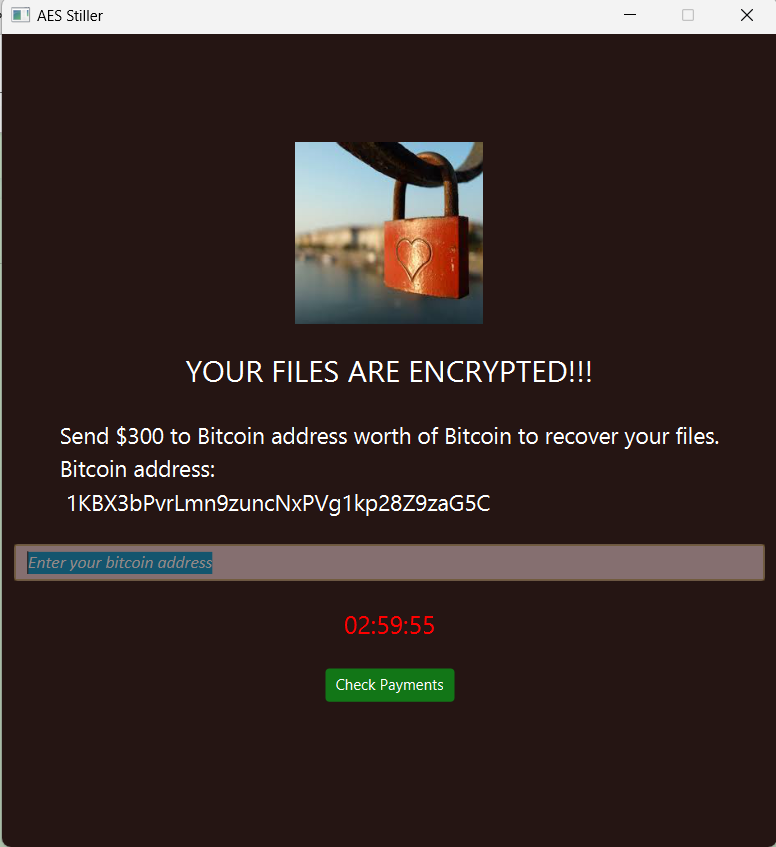 AES Stiller
YOUR FILES ARE ENCRYPTED!!!
Send $300 to Bitcoin address worth of Bitcoin to recover your files.
Bitcoin address:
1KBX3bPvrLmn9zuncNxPVg1kp28Z9zaG5C
Enter your bitcoin address
02:59:55
Check Payments